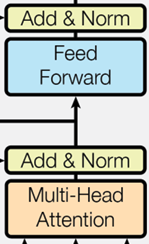 Add & Norm
Feed
Forward
Add & Norm
Multi-Head
Attention